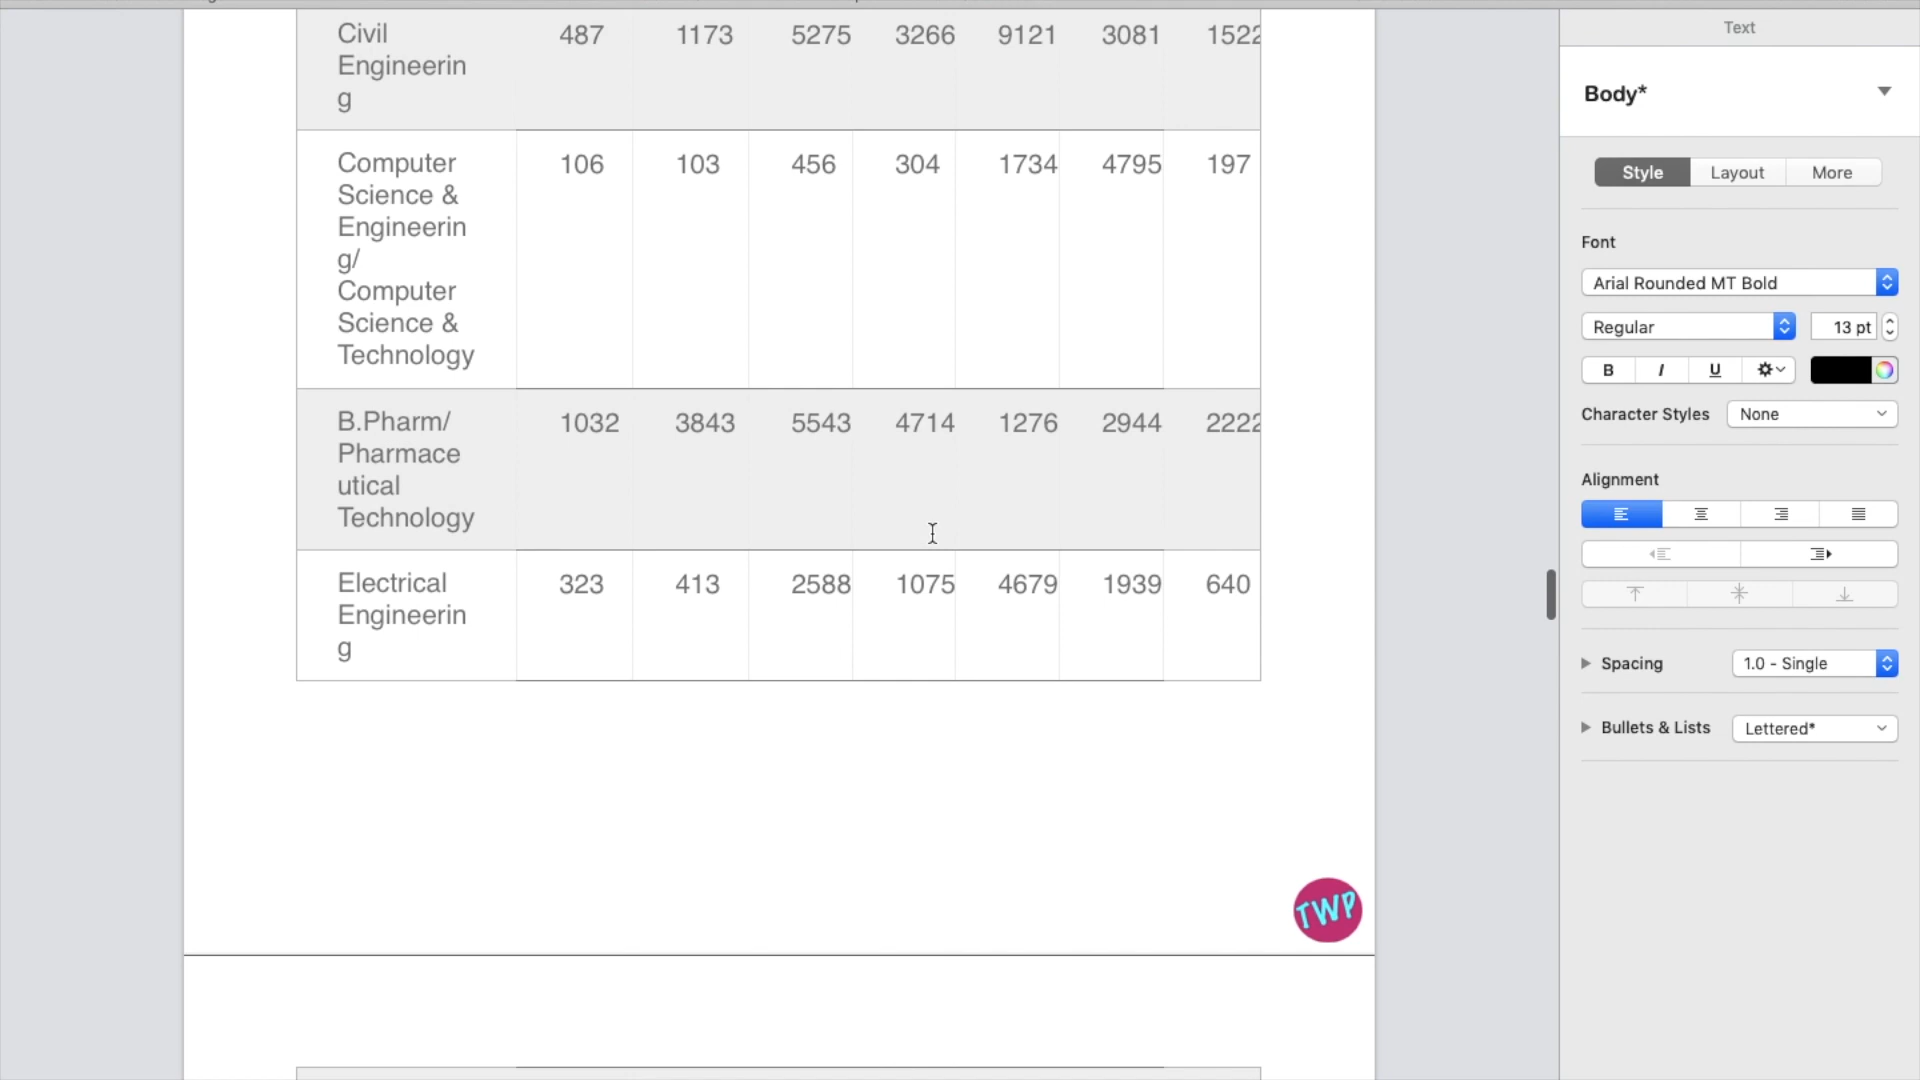 Civil
Engineerin
g
487 1173 5275 3266 9121 3081 1522
Computer
Science &
Engineerin
g/
Computer
Science &
Technology
106 103 456 304 1734 4795 197
B.Pharm/
Pharmace
utical
Technology
1032 3843 5543 4714 1276 2944 2222
Electrical
Engineerin
g
323 413 2588 1075 4679 1939 640
TWP
Text
Body*
Style Layout More
Font
Arial Rounded MT Bold
Regular 13 pt
B I U
Character Styles None
Alignment
Spacing 1.0 - Single
Bullets & Lists Lettered*